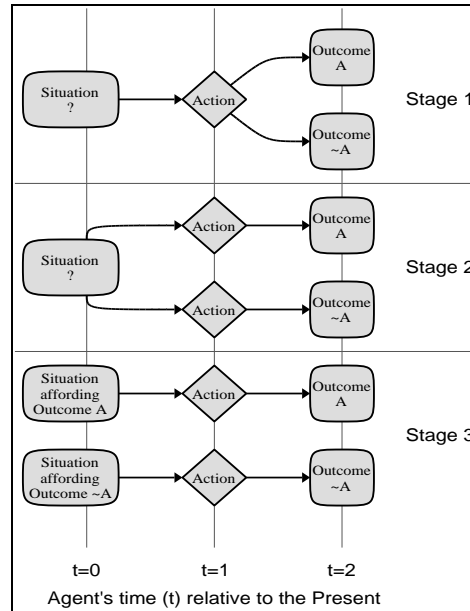 Situation
?
Action
Outcome
A
Outcome
~A
Stage 1
Situation
?
Action
Action
Outcome
A
Outcome
~A
Stage 2
Situation
affording
Outcome A
Action
Outcome
A
Situation
affording
Outcome ~A
Action
Outcome
~A
Stage 3
t=0
t=1
t=2
Agent's time (t) relative to the Present